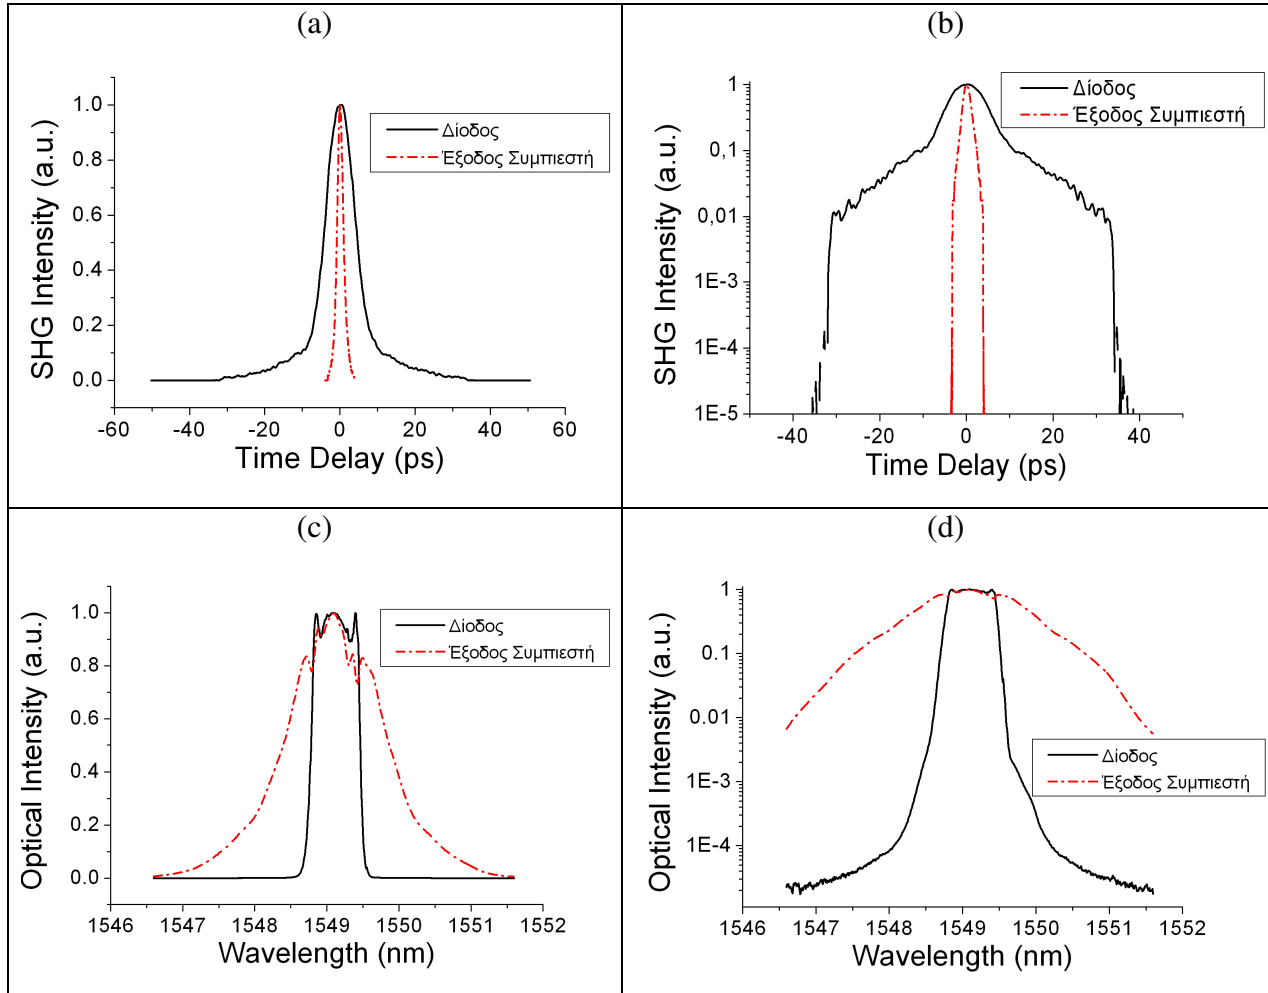 (a)
SHG Intensity (a.u.)
1.0
0.8
0.6
0.4
0.2
0.0
-60 -40 -20 0 20 40 60
Time Delay (ps)
Δίοδος
Έξοδος Συμπιεστή
(b)
SHG Intensity (a.u.)
1
0,1
0,01
1E-3
1E-4
1E-5
-40 -20 0 20 40
Time Delay (ps)
Δίοδος
Έξοδος Συμπιεστή
(c)
Optical Intensity (a.u.)
1.0
0.8
0.6
0.4
0.2
0.0
1546 1547 1548 1549 1550 1551 1552
Wavelength (nm)
Δίοδος
Έξοδος Συμπιεστή
(d)
Optical Intensity (a.u.)
1
0.1
0.01
1E-3
1E-4
1546 1547 1548 1549 1550 1551 1552
Wavelength (nm)
Δίοδος
Έξοδος Συμπιεστή